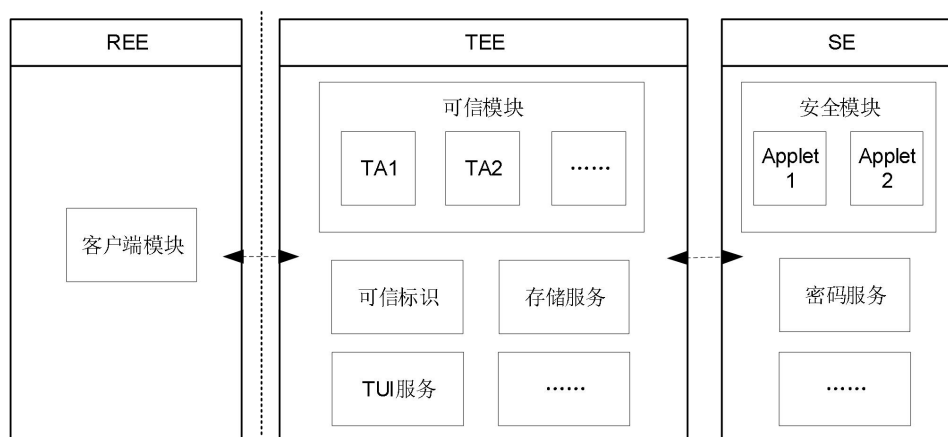 REE
TEE
SE
客户端模块
可信模块
TA1
TA2
……
可信标识
存储服务
TUI服务
……
安全模块
Applet
1
Applet
2
密码服务
……